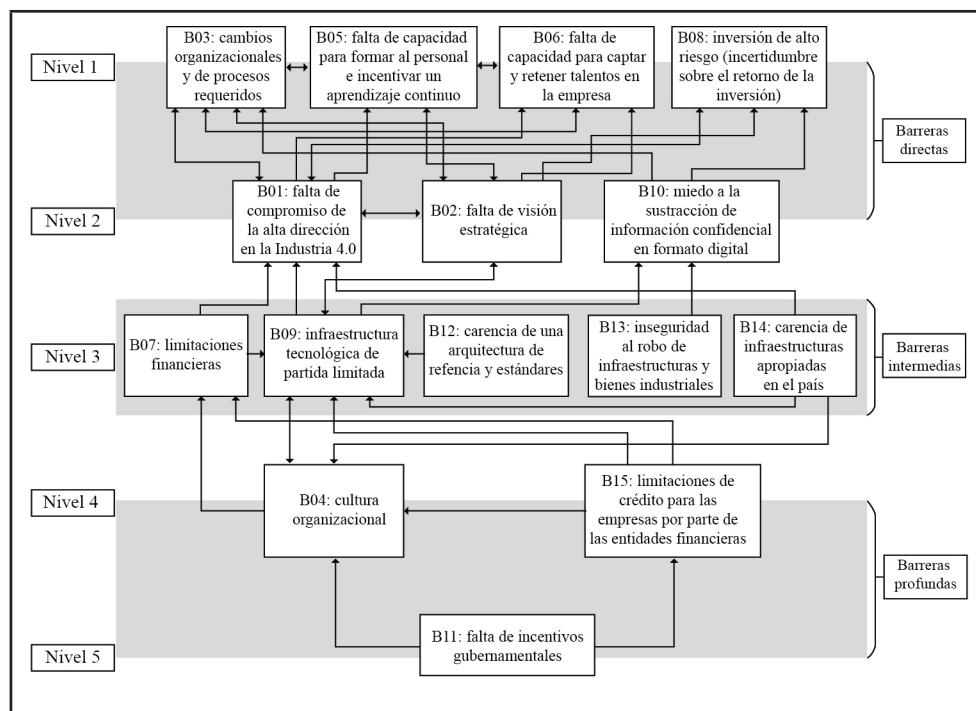 Nivel 1
B03: cambios
organizacionales
y de procesos
requeridos
B05: falta de capacidad
para formar al personal
e incentivar un
aprendizaje continuo
B06: falta de
capacidad para captar
y retener talentos en
la empresa
B08: inversión de alto
riesgo (incertidumbre
sobre el retorno de la
inversión)
Barreras
directas
Nivel 2
B01: falta de
compromiso de
la alta dirección
en la Industria 4.0
B02: falta de visión
estratégica
B10: miedo a la
sustracción de
información confidencial
en formato digital
Nivel 3
B07: limitaciones
financieras
B09: infraestructura
tecnológica de
partida limitada
B12: carencia de una
arquitectura de
refencia y estándares
B13: inseguridad
al robo de
infraestructuras y
bienes industriales
B14: carencia de
infraestructuras
apropiadas
en el país
Barreras
intermedias
Nivel 4
B04: cultura
organizacional
B15: limitaciones de
crédito para las
empresas por parte de
las entidades financieras
Barreras
profundas
Nivel 5
B11: falta de incentivos
gubernamentales